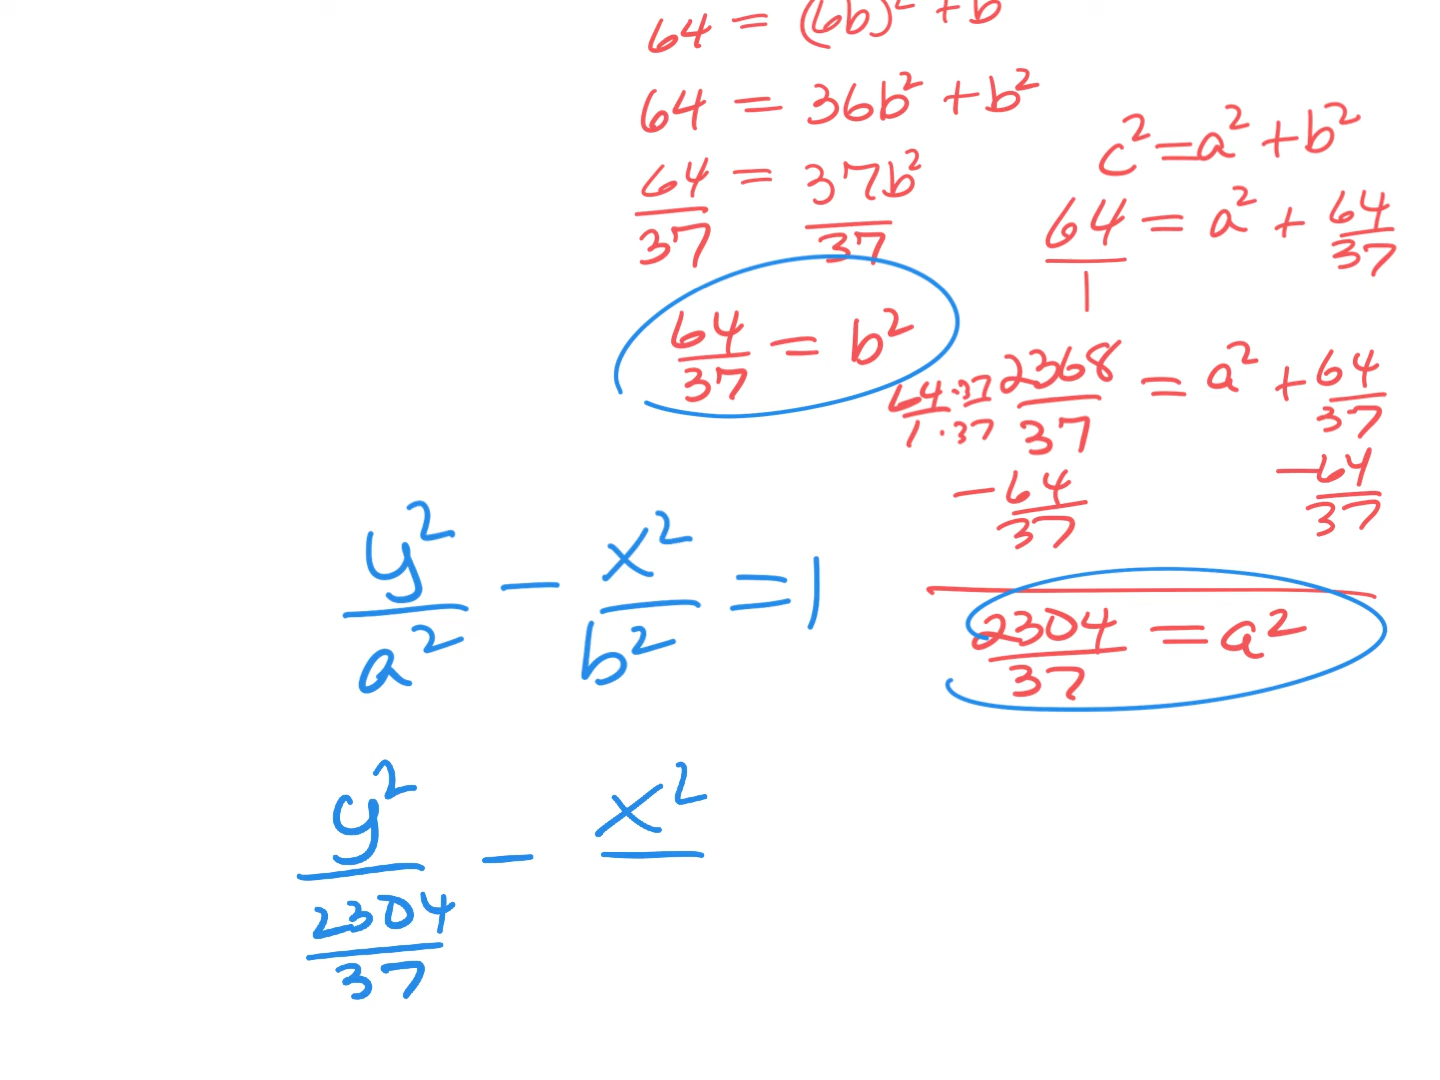 64 = (6b)² + b
64 = 36b² + b²
64/37 = 37b²/37
64/37 = b²
c² = a² + b²
64/1 = a² + 64/37
64·37/1·37 2368/37 = a² + 64/37
-64/37 -64/37
2304/37 = a²
y²/a² - x²/b² = 1
y²/(2304/37) - x²/